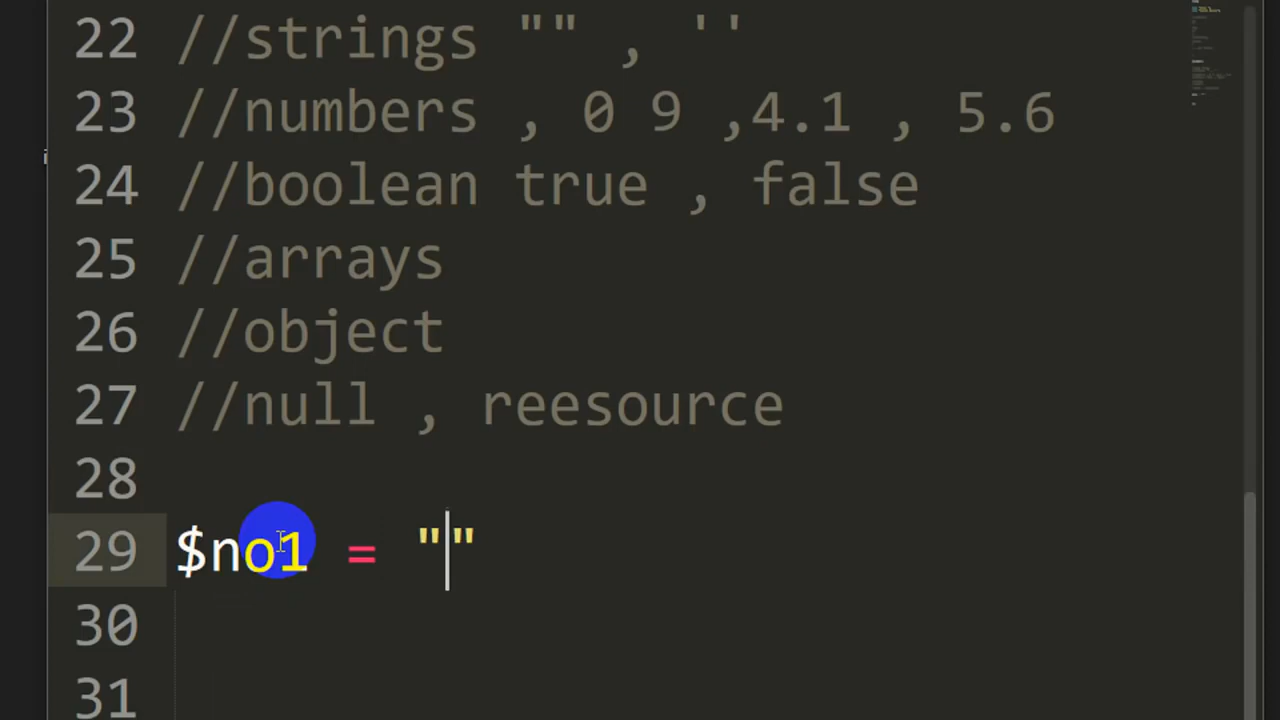 22 //strings "" , ''
23 //numbers , 0 9 ,4.1 , 5.6
24 //boolean true , false
25 //arrays
26 //object
27 //null , reesource
28
29 $no1 = ""
30
31